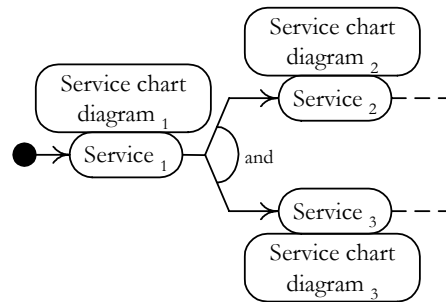 Service chart
diagram 1
Service 1
and
Service chart
diagram 2
Service 2
Service 3
Service chart
diagram 3